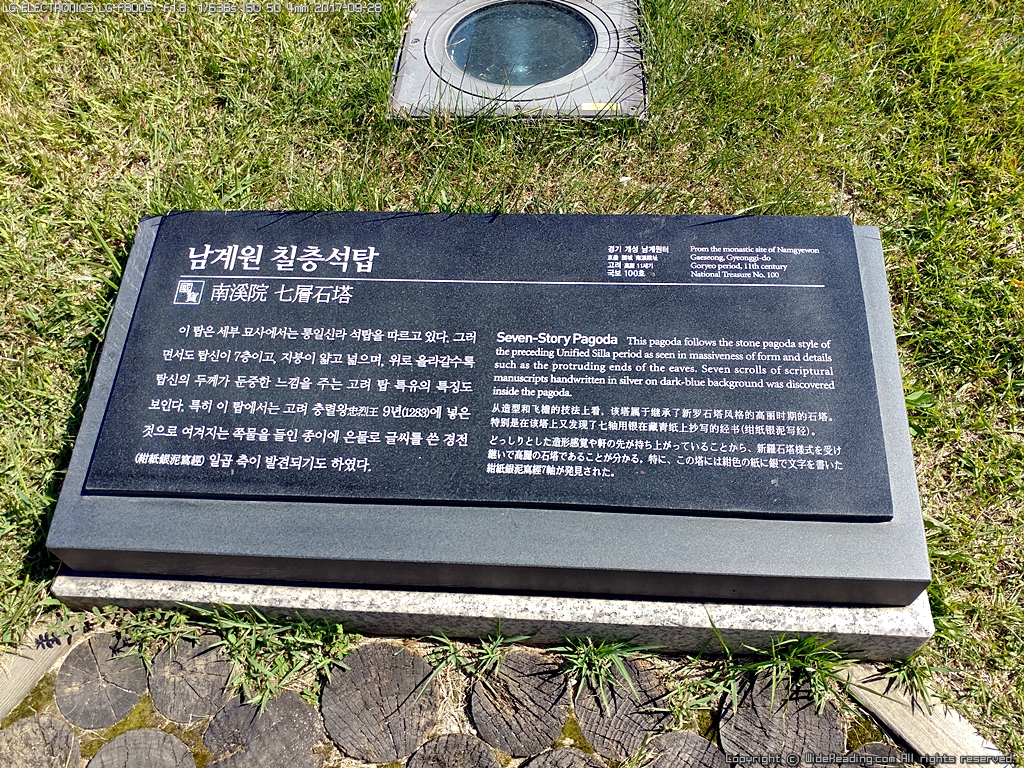 LG ELECTRONICS LG-F800S f1.8 1/636s ISO 50 4mm 2017-09-28
남계원 칠층석탑
國寶
南溪院 七層石塔
경기 개성 남계원터
京畿 開城 南溪院址
고려 高麗 11세기
국보 100호
From the monastic site of Namgyewon
Gaeseong, Gyeonggi-do
Goryeo period, 11th century
National Treasure No. 100
이 탑은 세부 묘사에서는 통일신라 석탑을 따르고 있다. 그러
면서도 탑신이 7층이고, 지붕이 얇고 넓으며, 위로 올라갈수록
탑신의 두께가 둔중한 느낌을 주는 고려 탑 특유의 특징도
보인다. 특히 이 탑에서는 고려 충렬왕忠烈王 9년(1283)에 넣은
것으로 여겨지는 쪽물을 들인 종이에 은물로 글씨를 쓴 경전
(紺紙銀泥寫經) 일곱 축이 발견되기도 하였다.
Seven-Story Pagoda This pagoda follows the stone pagoda style of
the preceding Unified Silla period as seen in massiveness of form and details
such as the protruding ends of the eaves. Seven scrolls of scriptural
manuscripts handwritten in silver on dark-blue background was discovered
inside the pagoda.
从造型和飞檐的技法上看，该塔属于继承了新罗石塔风格的高丽时期的石塔。
特别是在该塔上又发现了七轴用银在藏青纸上抄写的经书(绀纸银泥写经)。
どっしりとした造形感覚や軒の先が持ち上がっていることから、新羅石塔様式を受け
継いで高麗の石塔であることが分かる。特に、この塔には紺色の紙に銀で文字を書いた
紺紙銀泥寫經7軸が発見された。
Copyright (c) WideReading.com All rights reserved.